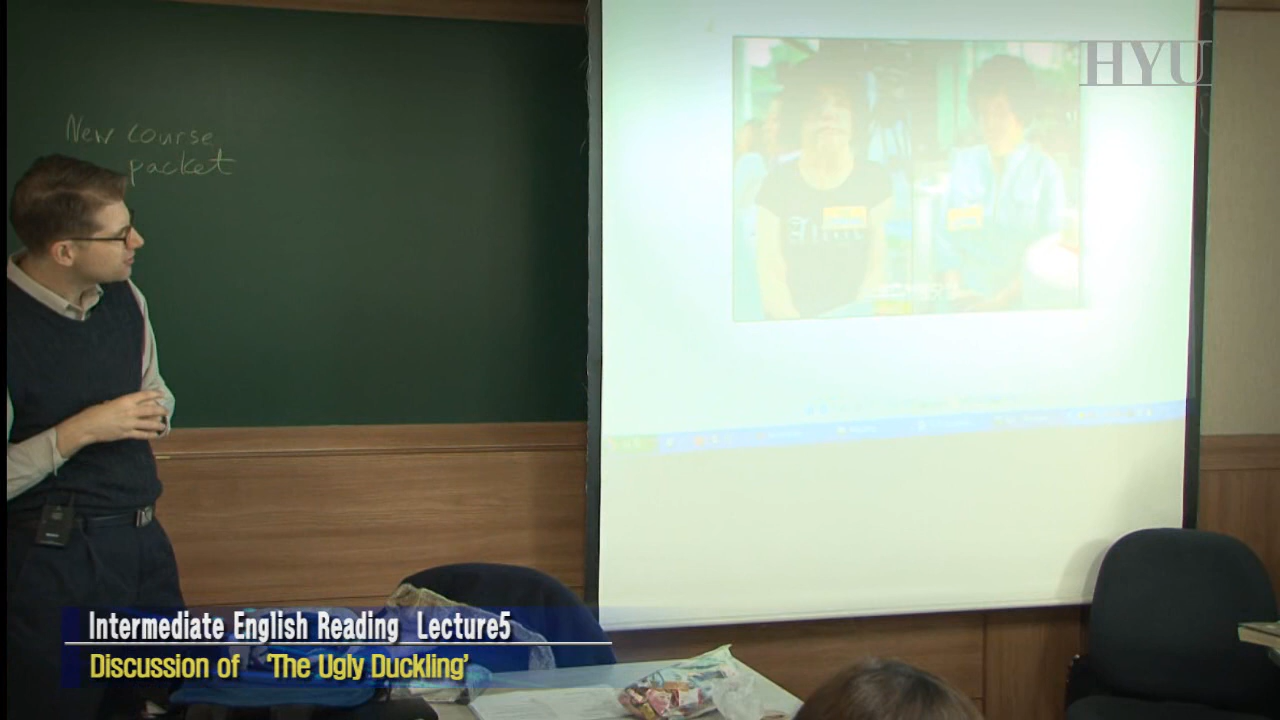 HYU
New course
packet
Intermediate English Reading Lecture5
Discussion of 'The Ugly Duckling'